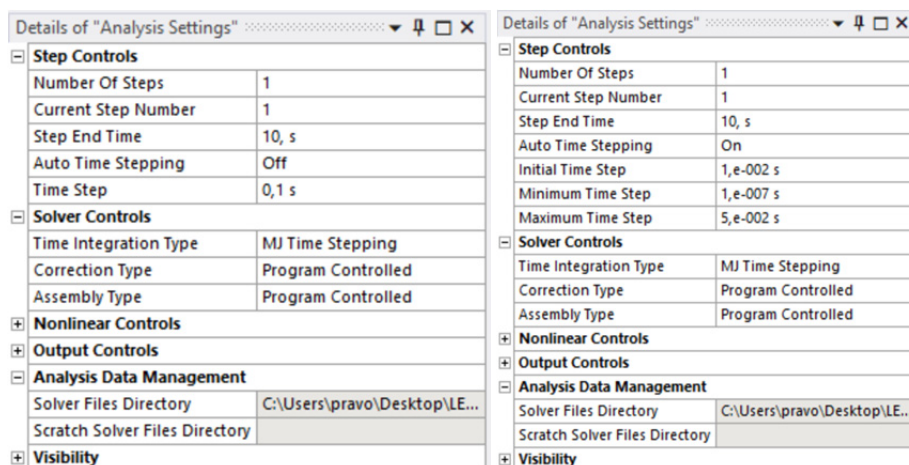 Details of "Analysis Settings"
Step Controls
Number Of Steps 1
Current Step Number 1
Step End Time 10, s
Auto Time Stepping Off
Time Step 0,1 s
Solver Controls
Time Integration Type MJ Time Stepping
Correction Type Program Controlled
Assembly Type Program Controlled
Nonlinear Controls
Output Controls
Analysis Data Management
Solver Files Directory C:\Users\pravo\Desktop\LE...
Scratch Solver Files Directory
Visibility
Details of "Analysis Settings"
Step Controls
Number Of Steps 1
Current Step Number 1
Step End Time 10, s
Auto Time Stepping On
Initial Time Step 1,e-002 s
Minimum Time Step 1,e-007 s
Maximum Time Step 5,e-002 s
Solver Controls
Time Integration Type MJ Time Stepping
Correction Type Program Controlled
Assembly Type Program Controlled
Nonlinear Controls
Output Controls
Analysis Data Management
Solver Files Directory C:\Users\pravo\Desktop\LE..
Scratch Solver Files Directory
Visibility